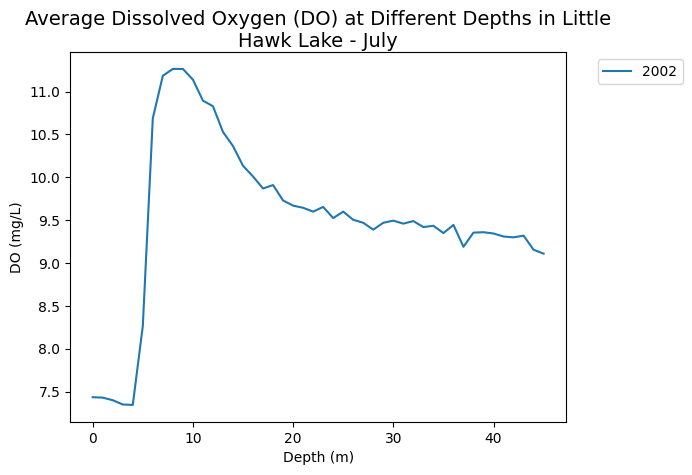 Average Dissolved Oxygen (DO) at Different Depths in Little
Hawk Lake - July
2002
11.0
10.5
10.0
9.5
9.0
8.5
8.0
7.5
DO (mg/L)
0 10 20 30 40
Depth (m)